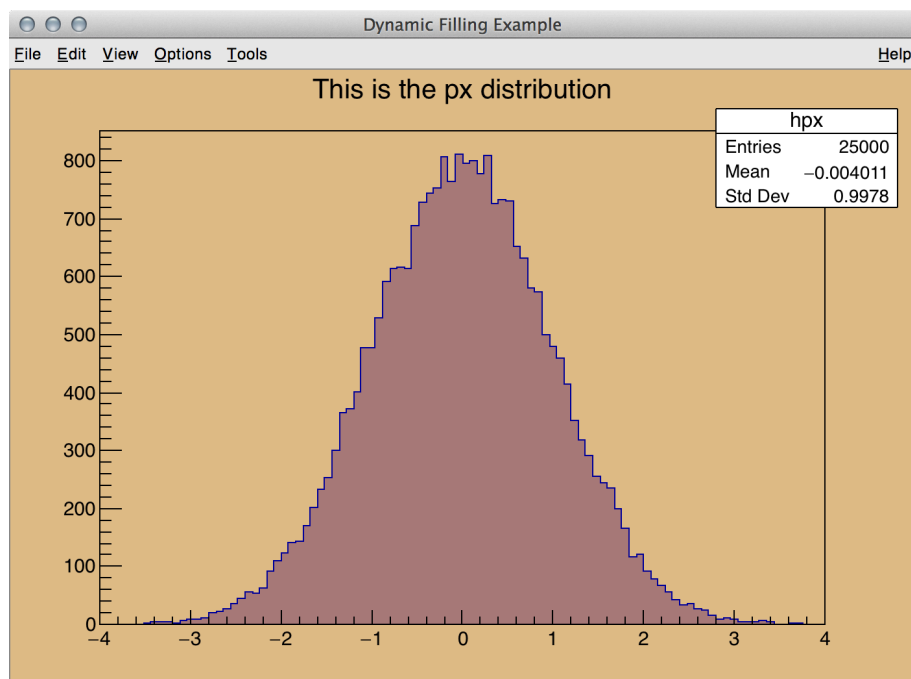 Dynamic Filling Example
File Edit View Options Tools Help
This is the px distribution
hpx
Entries 25000
Mean −0.004011
Std Dev 0.9978
800
700
600
500
400
300
200
100
0
−4 −3 −2 −1 0 1 2 3 4